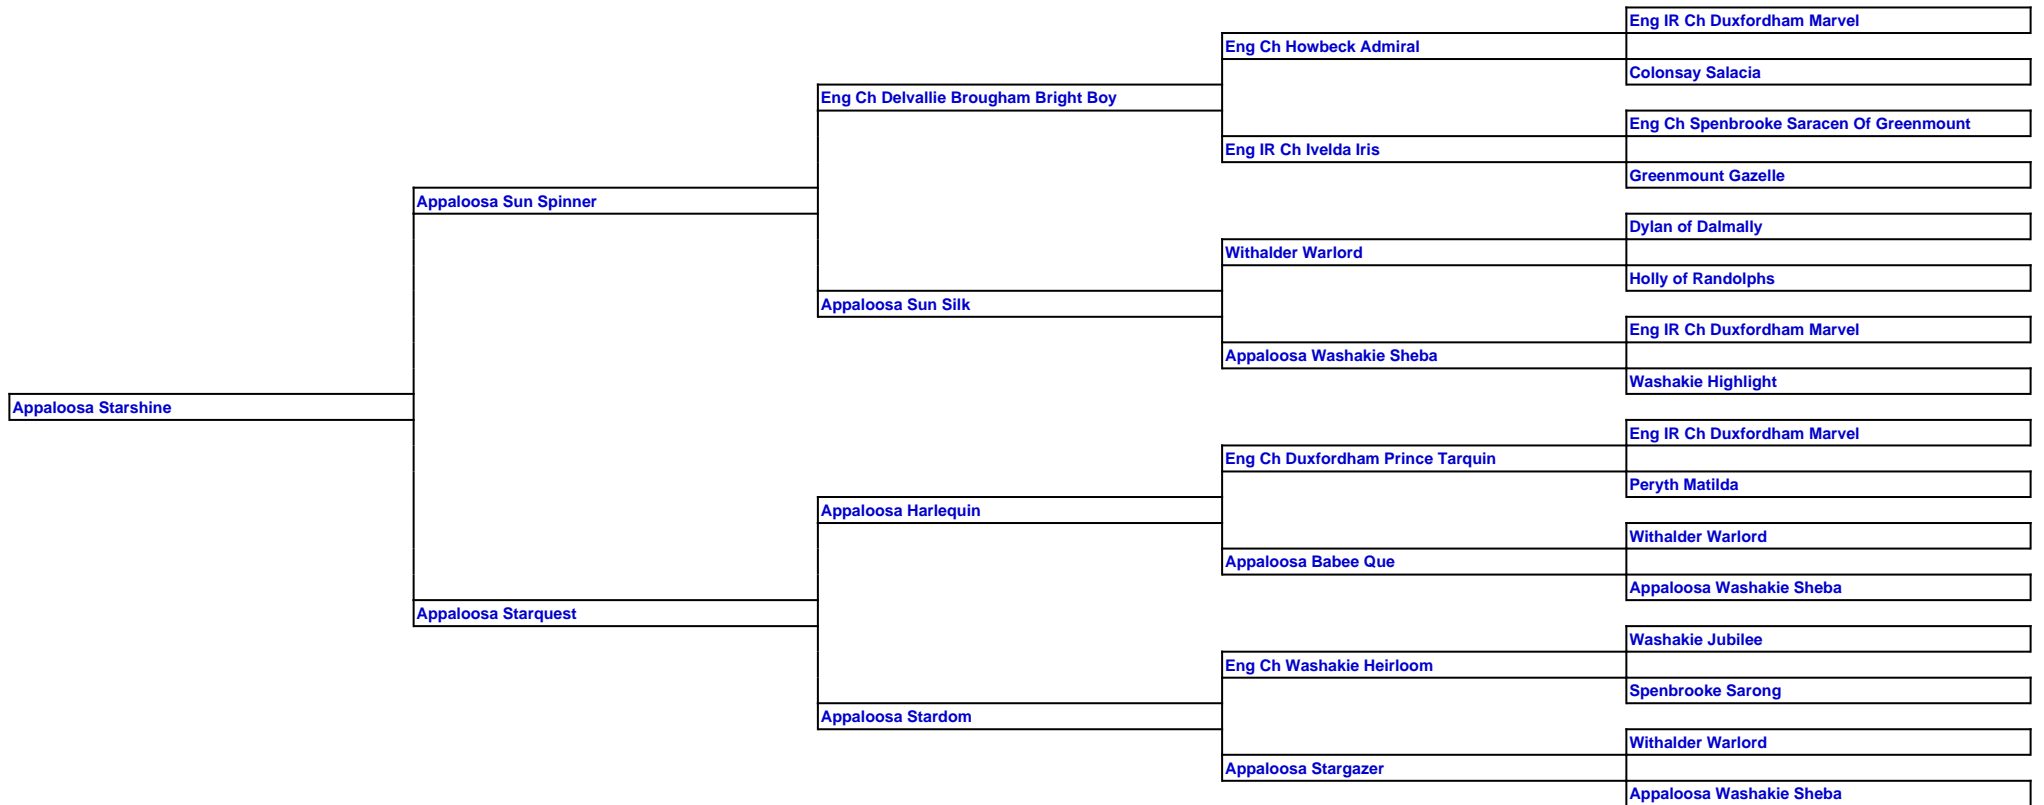 Eng IR Ch Duxfordham Marvel
Eng Ch Howbeck Admiral
Colonsay Salacia
Eng Ch Delvallie Brougham Bright Boy
Eng Ch Spenbrooke Saracen Of Greenmount
Eng IR Ch Ivelda Iris
Greenmount Gazelle
Appaloosa Sun Spinner
Dylan of Dalmally
Withalder Warlord
Holly of Randolphs
Appaloosa Sun Silk
Eng IR Ch Duxfordham Marvel
Appaloosa Washakie Sheba
Washakie Highlight
Appaloosa Starshine
Eng IR Ch Duxfordham Marvel
Eng Ch Duxfordham Prince Tarquin
Peryth Matilda
Appaloosa Harlequin
Withalder Warlord
Appaloosa Babee Que
Appaloosa Washakie Sheba
Appaloosa Starquest
Washakie Jubilee
Eng Ch Washakie Heirloom
Spenbrooke Sarong
Appaloosa Stardom
Withalder Warlord
Appaloosa Stargazer
Appaloosa Washakie Sheba